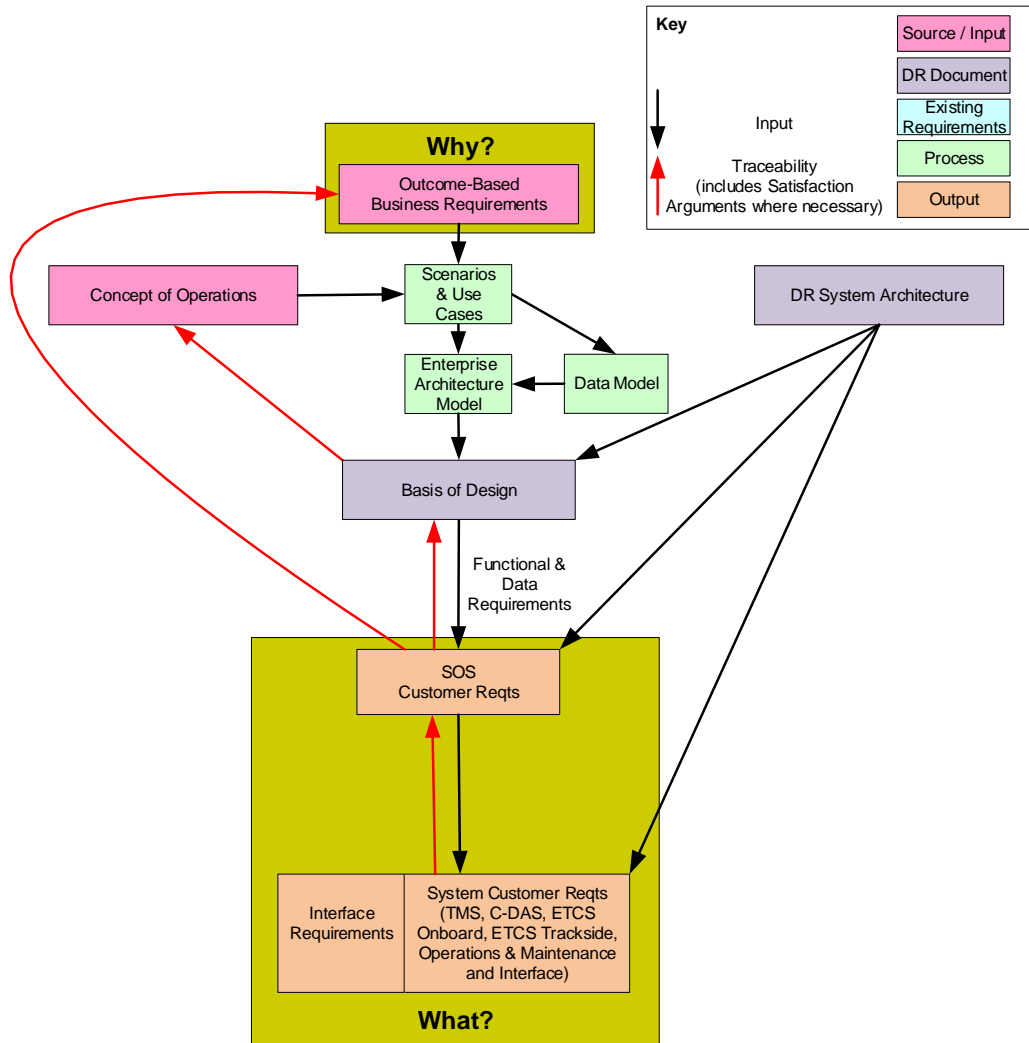 Key
Source / Input
DR Document
Existing
Requirements
Process
Output
Input
Traceability
(includes Satisfaction
Arguments where necessary)
Why?
Outcome-Based
Business Requirements
Concept of Operations
Scenarios
& Use
Cases
DR System Architecture
Enterprise
Architecture
Model
Data Model
Basis of Design
Functional &
Data
Requirements
SOS
Customer Reqts
Interface
Requirements
System Customer Reqts
(TMS, C-DAS, ETCS
Onboard, ETCS Trackside,
Operations & Maintenance
and Interface)
What?